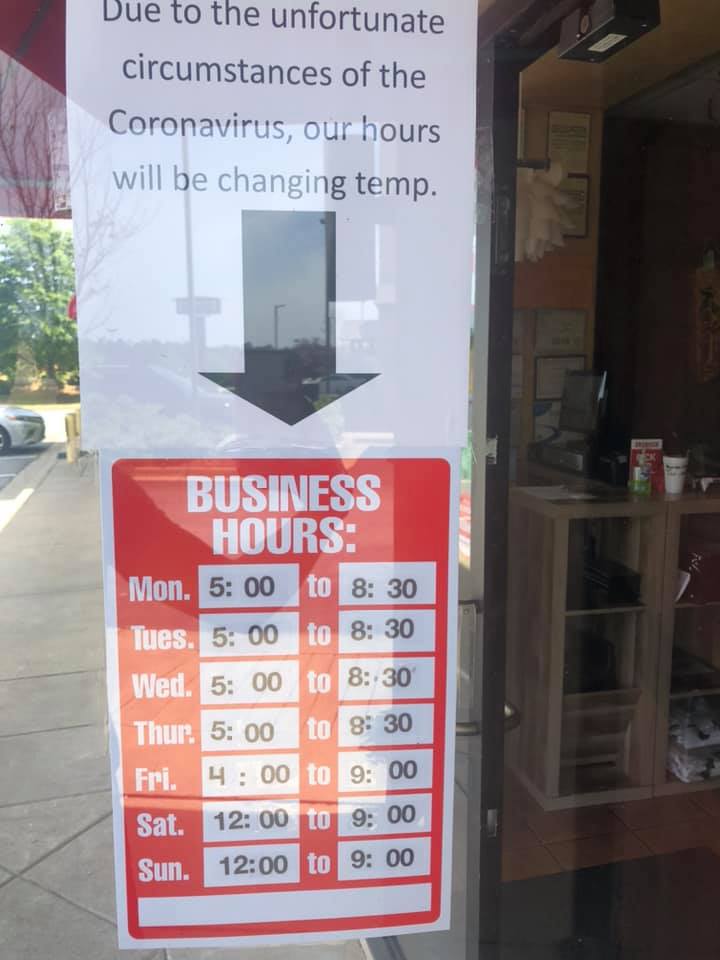 Due to the unfortunate
circumstances of the
Coronavirus, our hours
will be changing temp.
BUSINESS
HOURS:
Mon. 5: 00 to 8: 30
Tues. 5: 00 to 8: 30
Wed. 5: 00 to 8: 30
Thur. 5: 00 to 8: 30
Fri. 4 : 00 to 9: 00
Sat. 12: 00 to 9: 00
Sun. 12:00 to 9: 00